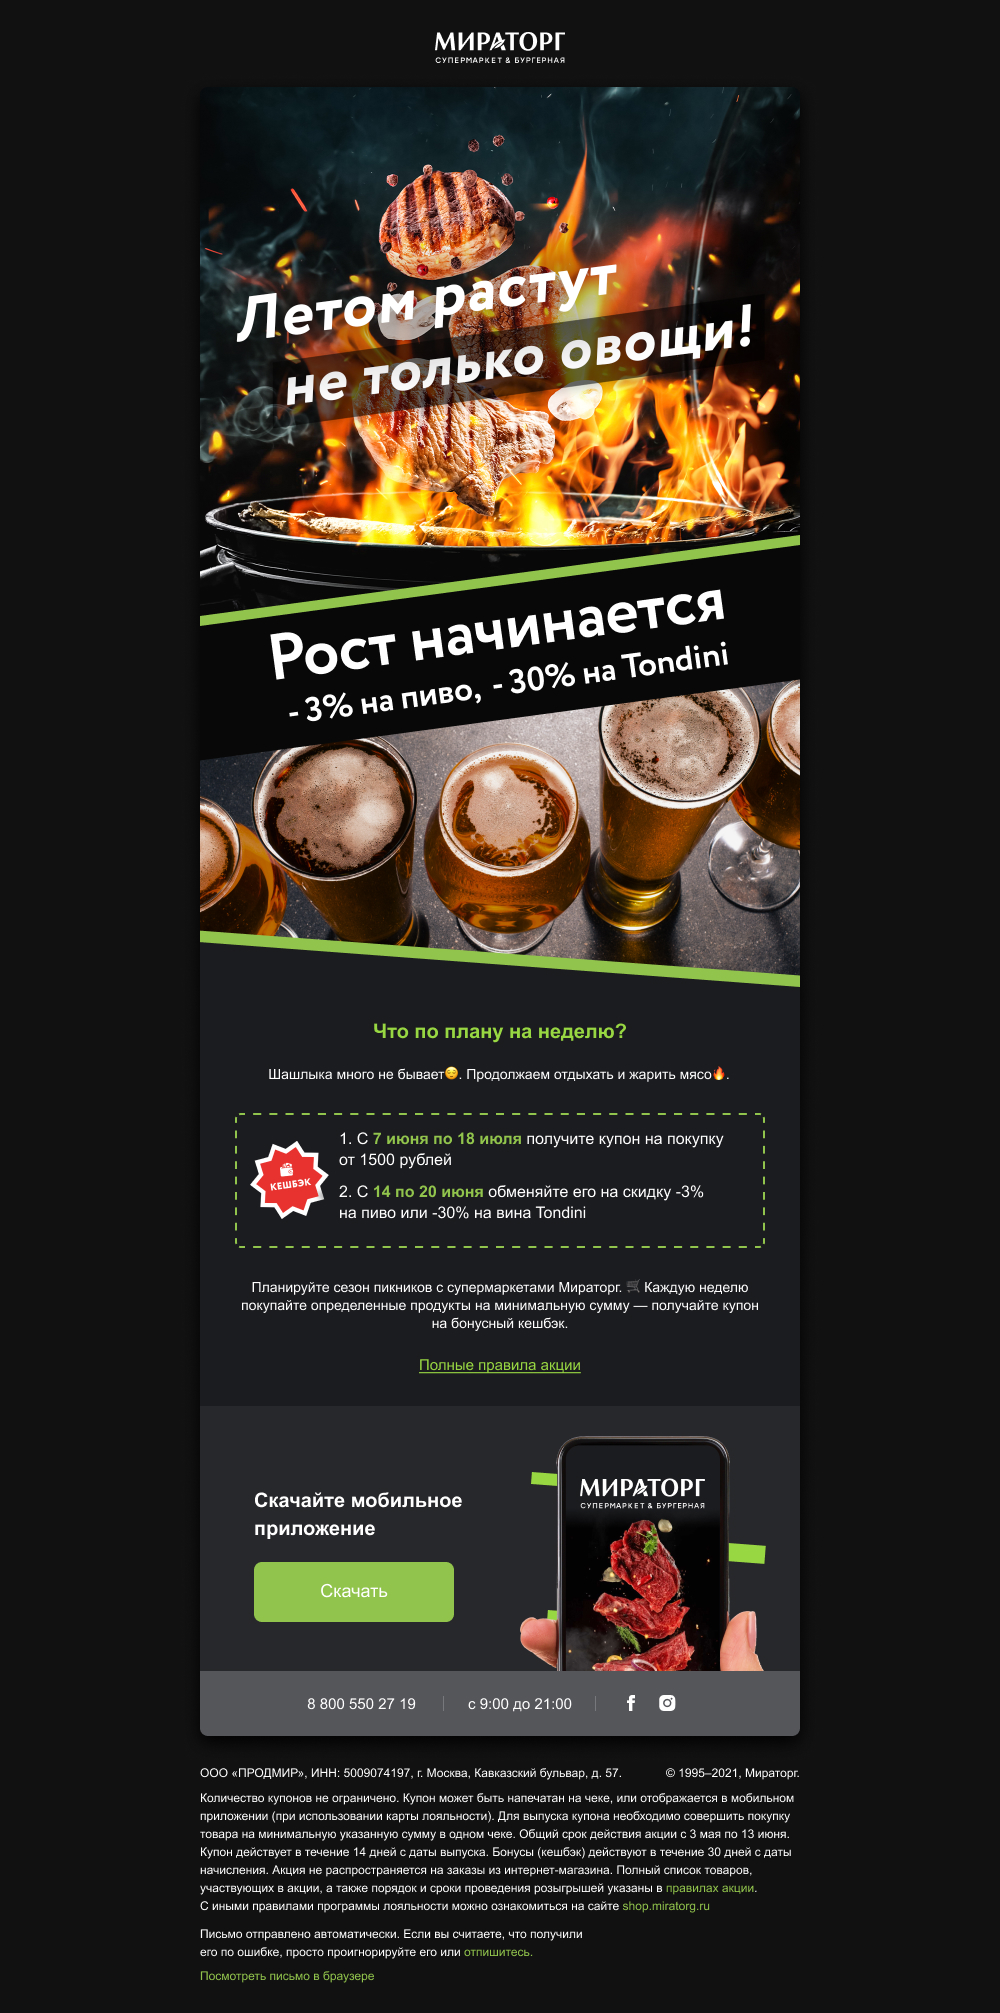 МИРАТОРГ
СУПЕРМАРКЕТ & БУРГЕРНАЯ
Летом растут
не только овощи!
Рост начинается
- 3% на пиво, - 30% на Tondini
Что по плану на неделю?
Шашлыка много не бывает😌. Продолжаем отдыхать и жарить мясо🔥.
КЕШБЭК
1. С 7 июня по 18 июля получите купон на покупку
от 1500 рублей
2. С 14 по 20 июня обменяйте его на скидку -3%
на пиво или -30% на вина Tondini
Планируйте сезон пикников с супермаркетами Мираторг. 🛒 Каждую неделю
покупайте определенные продукты на минимальную сумму — получайте купон
на бонусный кешбэк.
Полные правила акции
Скачайте мобильное
приложение
Скачать
МИРАТОРГ
СУПЕРМАРКЕТ & БУРГЕРНАЯ
8 800 550 27 19
с 9:00 до 21:00
ООО «ПРОДМИР», ИНН: 5009074197, г. Москва, Кавказский бульвар, д. 57.
© 1995–2021, Мираторг.
Количество купонов не ограничено. Купон может быть напечатан на чеке, или отображается в мобильном
приложении (при использовании карты лояльности). Для выпуска купона необходимо совершить покупку
товара на минимальную указанную сумму в одном чеке. Общий срок действия акции с 3 мая по 13 июня.
Купон действует в течение 14 дней с даты выпуска. Бонусы (кешбэк) действуют в течение 30 дней с даты
начисления. Акция не распространяется на заказы из интернет-магазина. Полный список товаров,
участвующих в акции, а также порядок и сроки проведения розыгрышей указаны в правилах акции.
С иными правилами программы лояльности можно ознакомиться на сайте shop.miratorg.ru
Письмо отправлено автоматически. Если вы считаете, что получили
его по ошибке, просто проигнорируйте его или отпишитесь.
Посмотреть письмо в браузере